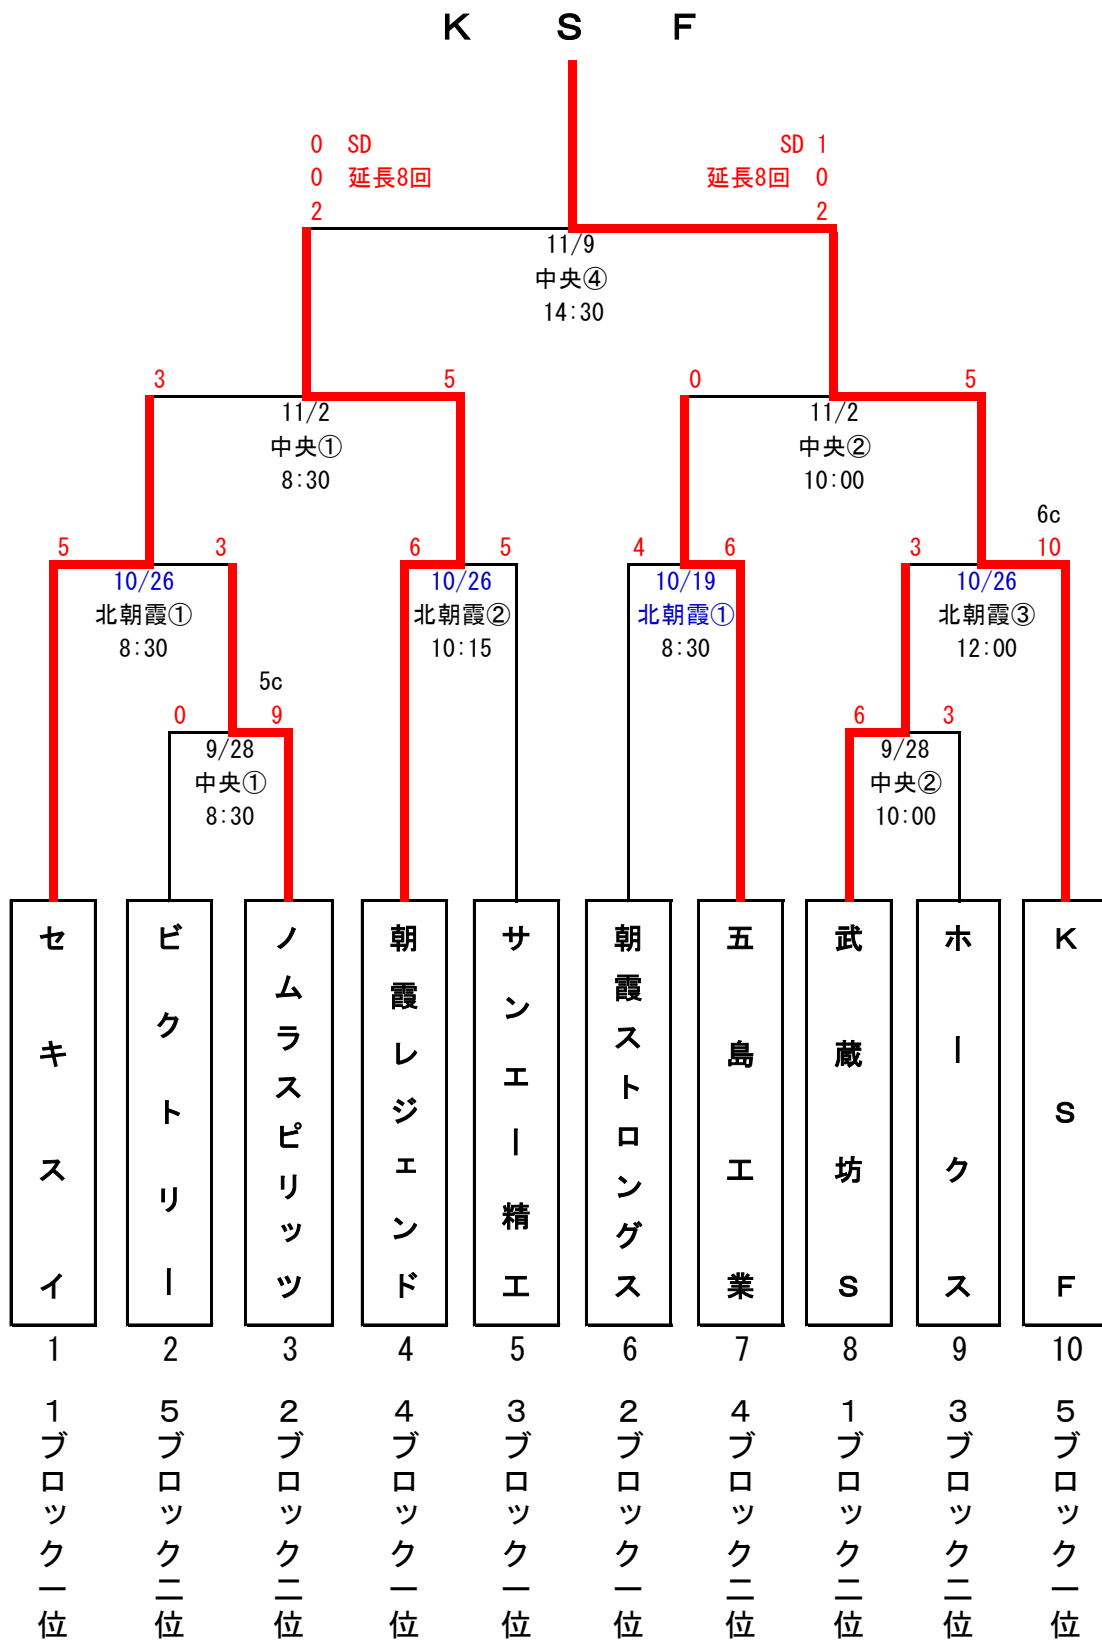 K S F
0 SD
SD 1
0 延長8回
延長8回 0
2
2
11/9
中央④
14:30
3
5
0
5
11/2
中央①
8:30
11/2
中央②
10:00
6c
5
3
6
5
4
6
3
10
10/26
北朝霞①
8:30
10/26
北朝霞②
10:15
10/19
北朝霞①
8:30
10/26
北朝霞③
12:00
5c
0
9
6
3
9/28
中央①
8:30
9/28
中央②
10:00
セキスイ
ビクトリー
ノムラスピリッツ
朝霞レジェンド
サンエー精工
朝霞ストロングス
五島工業
武蔵坊S
ホークス
KSF
1
2
3
4
5
6
7
8
9
10
1ブロック一位
5ブロック二位
2ブロック二位
4ブロック一位
3ブロック一位
2ブロック一位
4ブロック二位
1ブロック二位
3ブロック二位
5ブロック一位